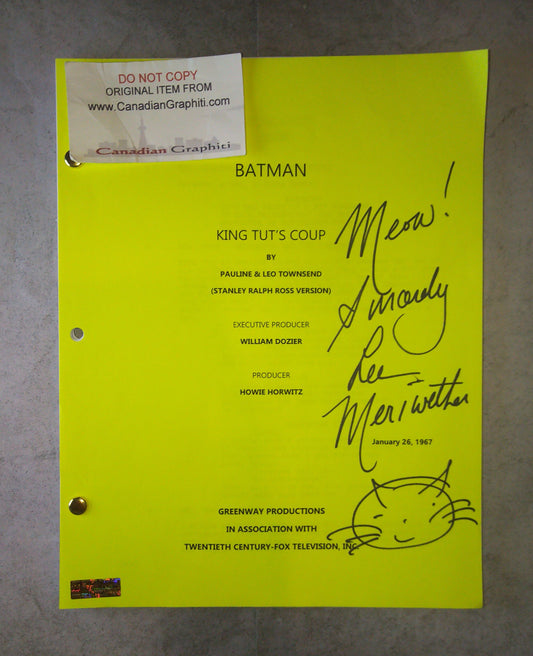 DO NOT COPY
ORIGINAL ITEM FROM
www.CanadianGraphiti.com
Canadian Graphiti
BATMAN
KING TUT'S COUP
BY
PAULINE & LEO TOWNSEND
(STANLEY RALPH ROSS VERSION)
EXECUTIVE PRODUCER
WILLIAM DOZIER
PRODUCER
HOWIE HORWITZ
Meow!
Sincerely
Lee
Meriwether
January 26, 1967
GREENWAY PRODUCTIONS
IN ASSOCIATION WITH
TWENTIETH CENTURY-FOX TELEVISION, INC.